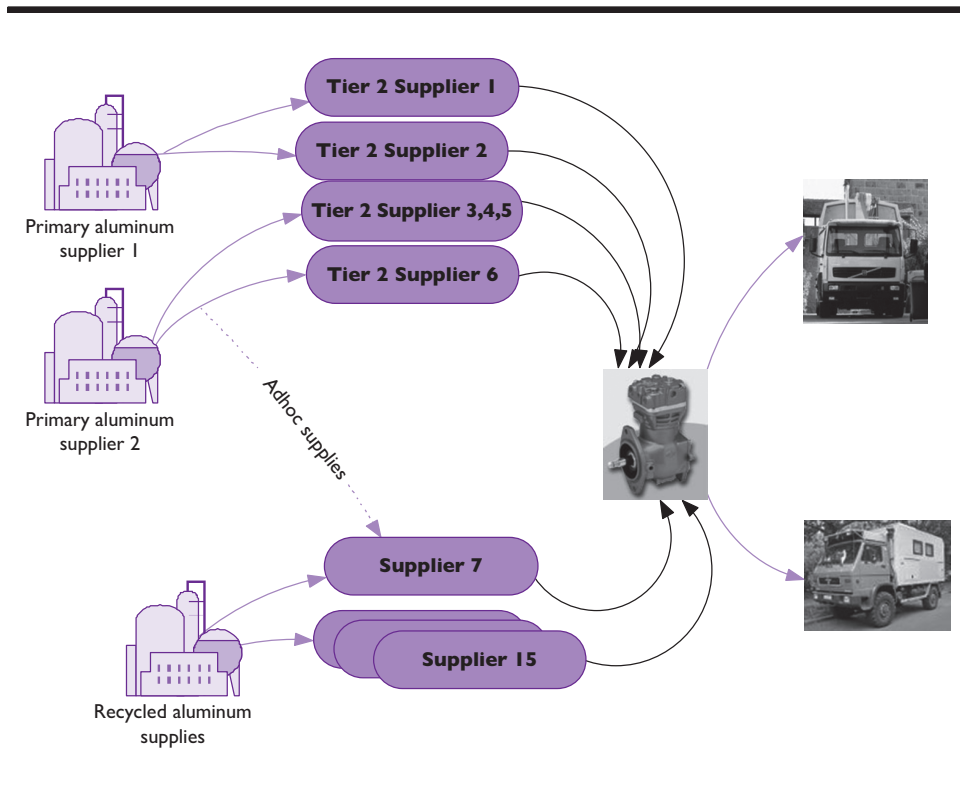 Tier 2 Supplier 1
Tier 2 Supplier 2
Primary aluminum
supplier 1
Tier 2 Supplier 3,4,5
Tier 2 Supplier 6
Primary aluminum
supplier 2
Adhoc supplies
Supplier 7
Supplier 15
Recycled aluminum
supplies